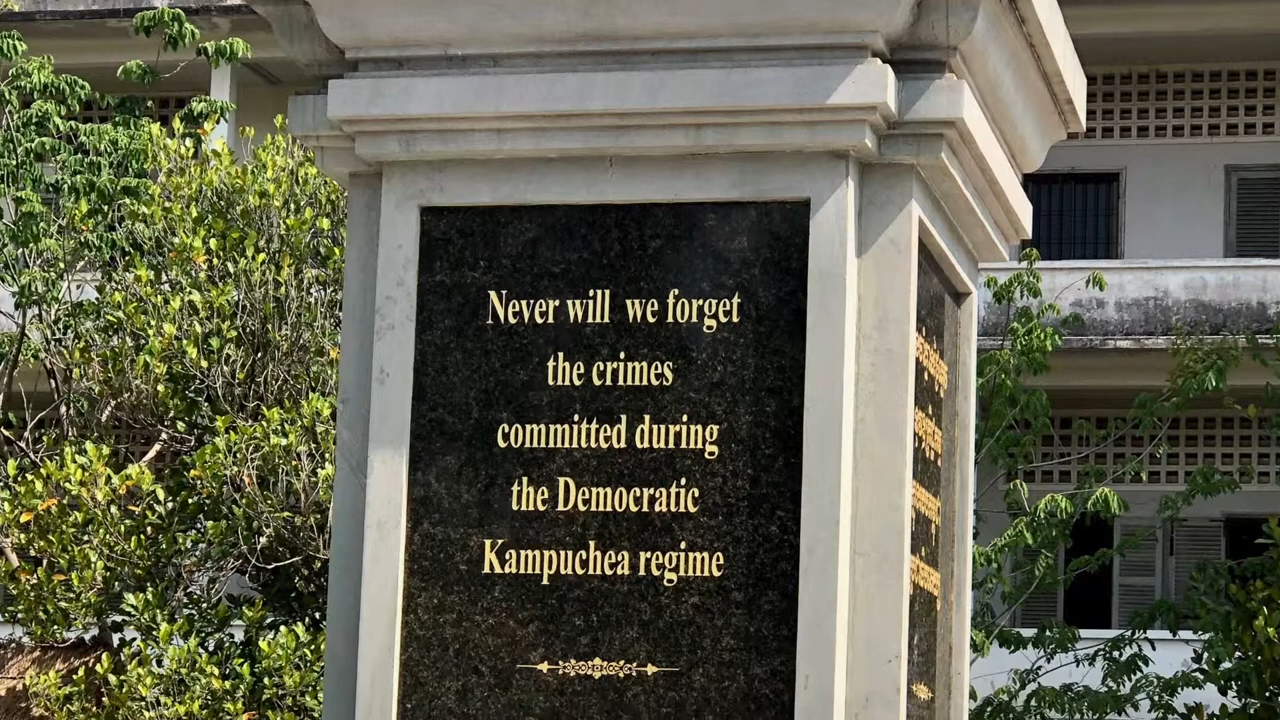 Never will we forget
the crimes
committed during
the Democratic
Kampuchea regime